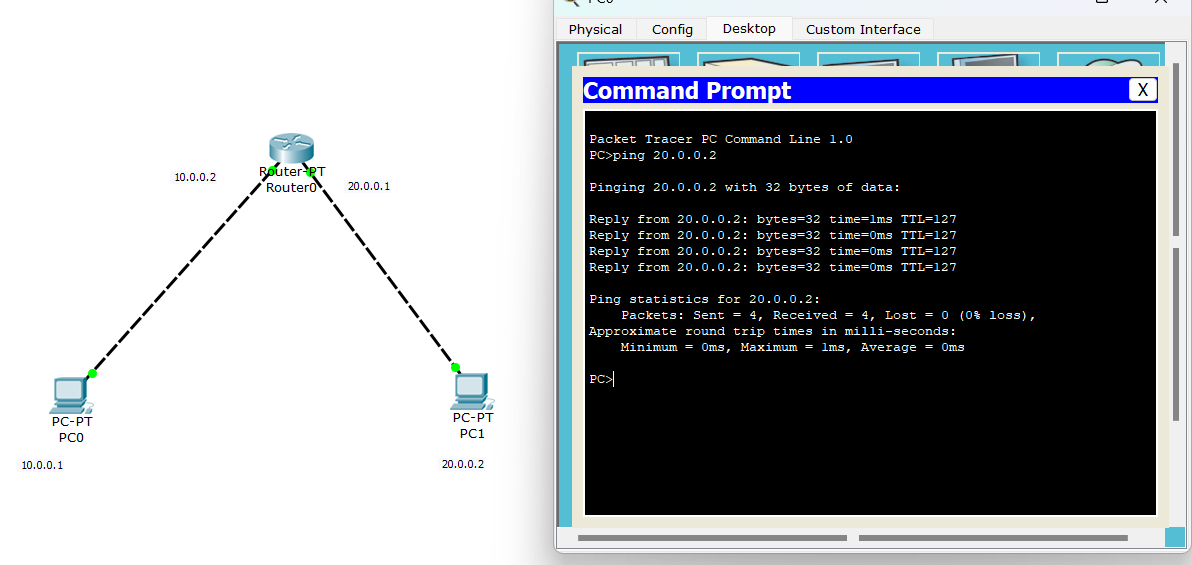 10.0.0.2
Router-PT
Router0
20.0.0.1
PC-PT
PC0
10.0.0.1
PC-PT
PC1
20.0.0.2
PC0
Physical
Config
Desktop
Custom Interface
Command Prompt
X
Packet Tracer PC Command Line 1.0
PC>ping 20.0.0.2
Pinging 20.0.0.2 with 32 bytes of data:
Reply from 20.0.0.2: bytes=32 time=1ms TTL=127
Reply from 20.0.0.2: bytes=32 time=0ms TTL=127
Reply from 20.0.0.2: bytes=32 time=0ms TTL=127
Reply from 20.0.0.2: bytes=32 time=0ms TTL=127
Ping statistics for 20.0.0.2:
Packets: Sent = 4, Received = 4, Lost = 0 (0% loss),
Approximate round trip times in milli-seconds:
Minimum = 0ms, Maximum = 1ms, Average = 0ms
PC>